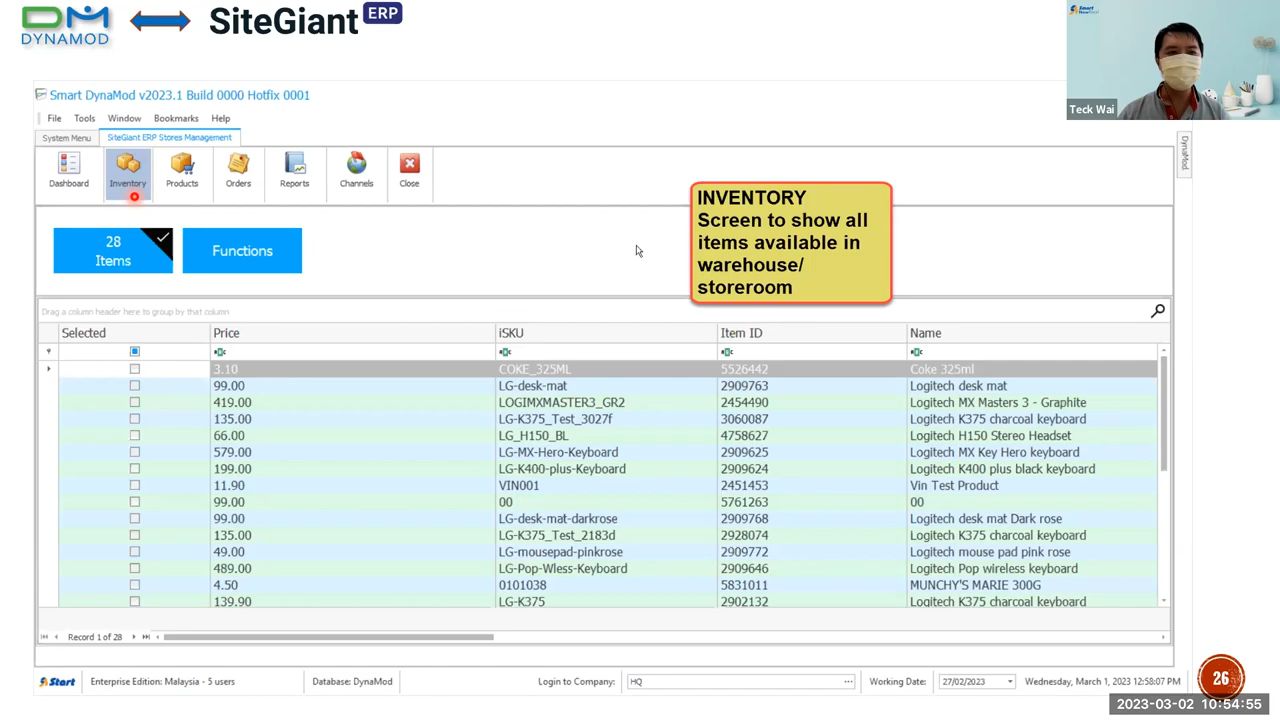 DM
DYNAMOD
SiteGiant ERP
Smart
Teck Wai
Smart DynaMod v2023.1 Build 0000 Hotfix 0001
File Tools Window Bookmarks Help
System Menu SiteGiant ERP Stores Management
Dashboard Inventory Products Orders Reports Channels Close
DynaMod
28
Items
Functions
INVENTORY
Screen to show all
items available in
warehouse/
storeroom
Drag a column header here to group by that column
Selected Price iSKU Item ID Name
3.10 COKE_325ML 5526442 Coke 325ml
99.00 LG-desk-mat 2909763 Logitech desk mat
419.00 LOGIMXMASTER3_GR2 2454490 Logitech MX Masters 3 - Graphite
135.00 LG-K375_Test_3027f 3060087 Logitech K375 charcoal keyboard
66.00 LG_H150_BL 4758627 Logitech H150 Stereo Headset
579.00 LG-MX-Hero-Keyboard 2909625 Logitech MX Key Hero keyboard
199.00 LG-K400-plus-Keyboard 2909624 Logitech K400 plus black keyboard
11.90 VIN001 2451453 Vin Test Product
99.00 00 5761263 00
99.00 LG-desk-mat-darkrose 2909768 Logitech desk mat Dark rose
135.00 LG-K375_Test_2183d 2928074 Logitech K375 charcoal keyboard
49.00 LG-mousepad-pinkrose 2909772 Logitech mouse pad pink rose
489.00 LG-Pop-Wless-Keyboard 2909646 Logitech Pop wireless keyboard
4.50 0101038 5831011 MUNCHY'S MARIE 300G
139.90 LG-K375 2902132 Logitech K375 charcoal keyboard
Record 1 of 28
Start Enterprise Edition: Malaysia - 5 users Database: DynaMod Login to Company: HQ Working Date: 27/02/2023 Wednesday, March 1, 2023 12:58:07 PM
26
2023-03-02 10:54:55